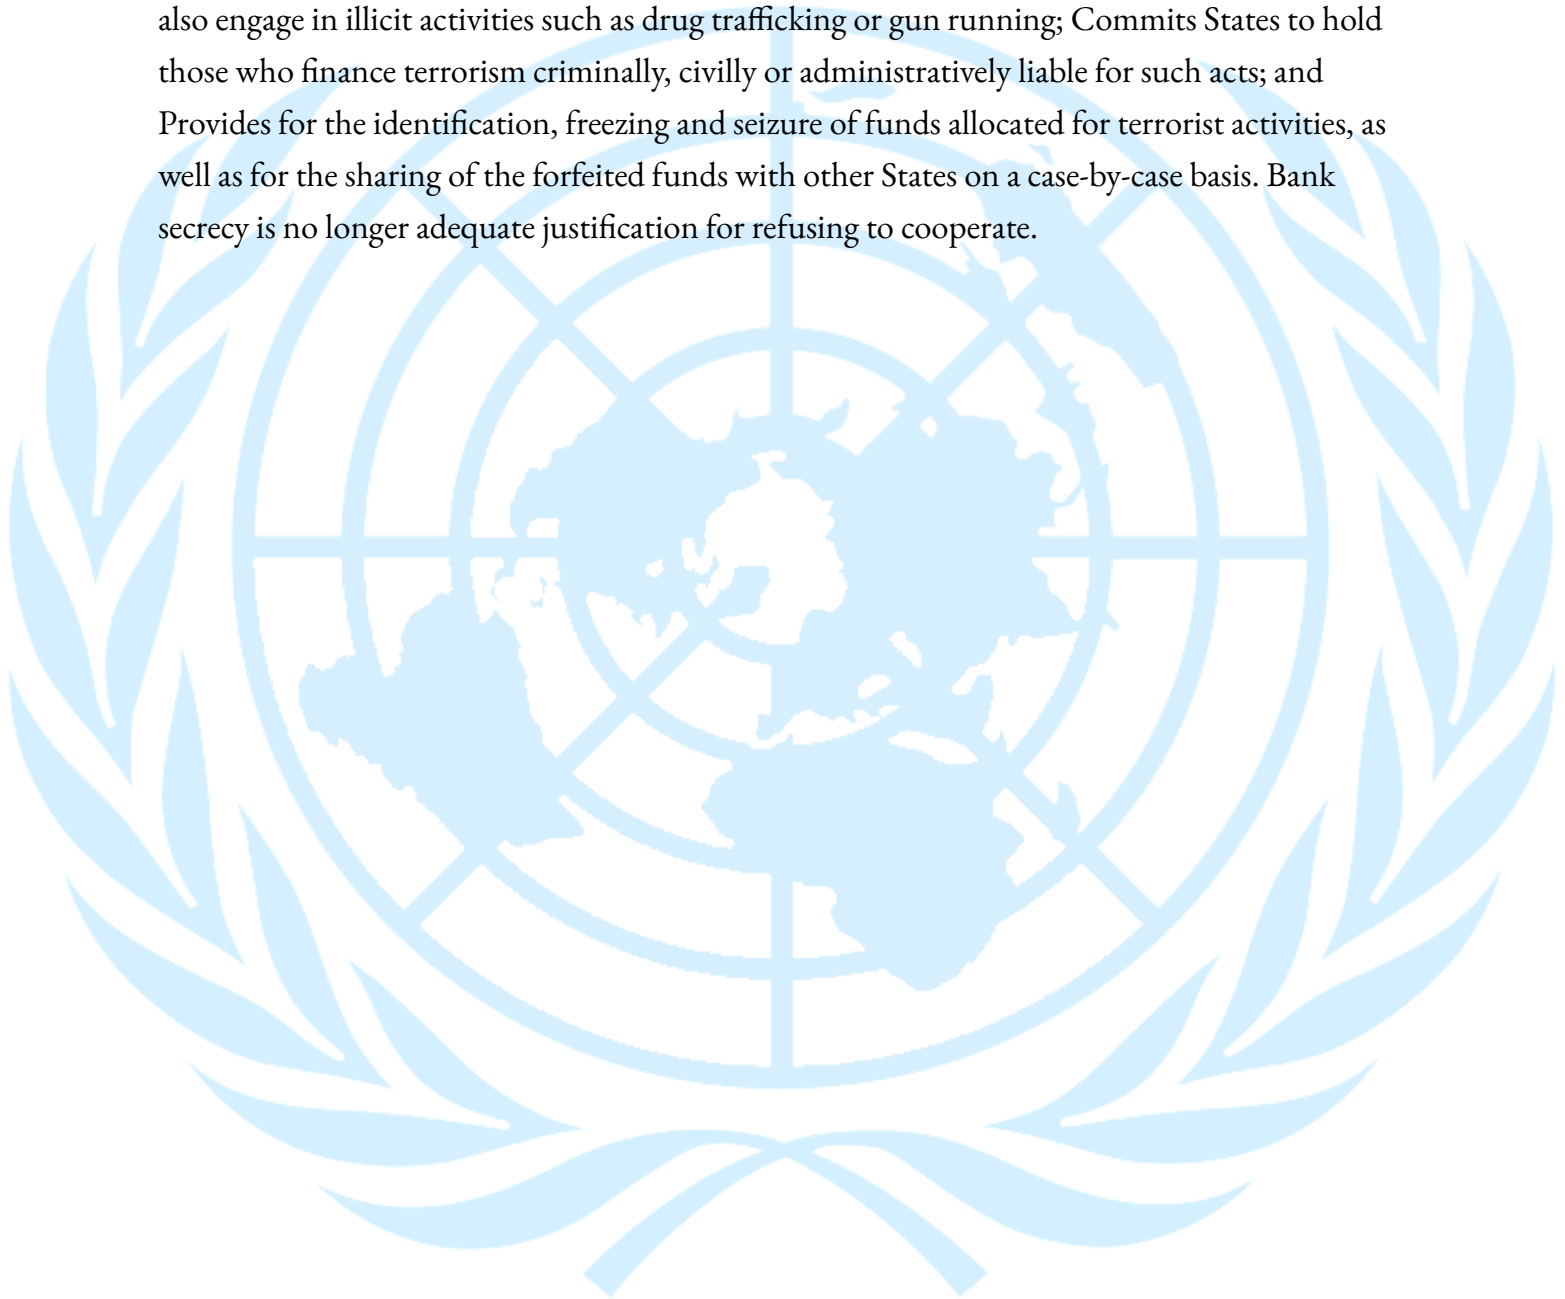 also engage in illicit activities such as drug trafficking or gun running; Commits States to hold
those who finance terrorism criminally, civilly or administratively liable for such acts; and
Provides for the identification, freezing and seizure of funds allocated for terrorist activities, as
well as for the sharing of the forfeited funds with other States on a case-by-case basis. Bank
secrecy is no longer adequate justification for refusing to cooperate.